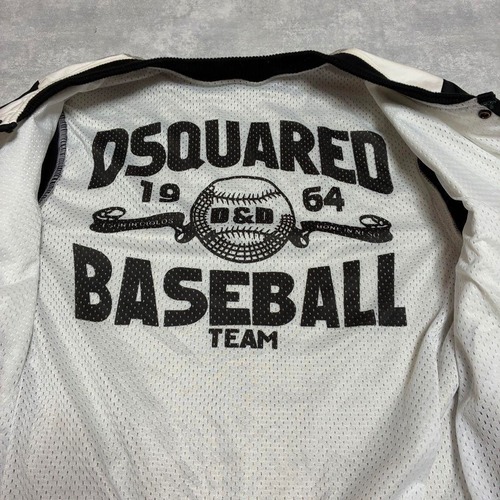 DSQUARED
19 64
D&D
BASEBALL
TEAM